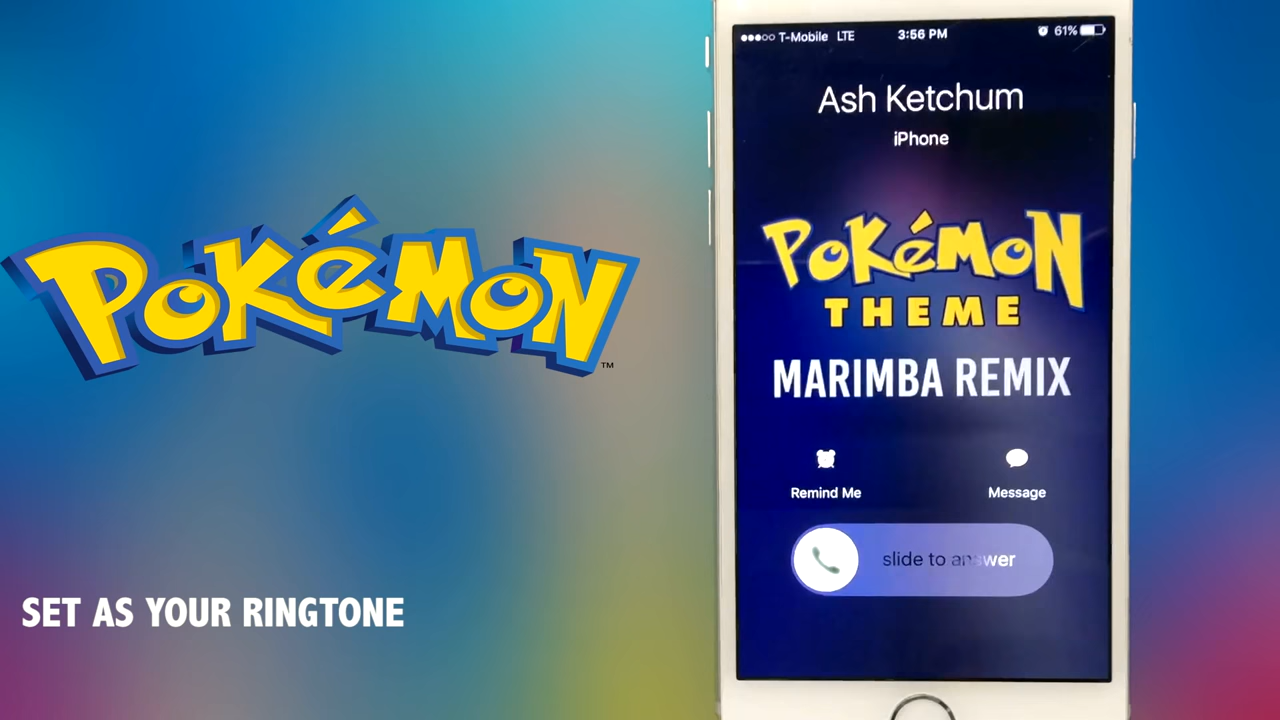 POKéMON
TM
SET AS YOUR RINGTONE
T-Mobile LTE 3:56 PM 61%
Ash Ketchum
iPhone
POKéMON
THEME
MARIMBA REMIX
Remind Me Message
slide to answer